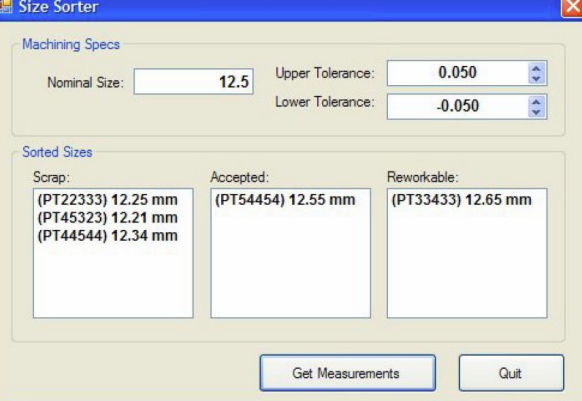 Size Sorter
Machining Specs
Nominal Size: 12.5
Upper Tolerance: 0.050
Lower Tolerance: -0.050
Sorted Sizes
Scrap: Accepted: Reworkable:
(PT22333) 12.25 mm (PT54454) 12.55 mm (PT33433) 12.65 mm
(PT45323) 12.21 mm
(PT44544) 12.34 mm
Get Measurements Quit